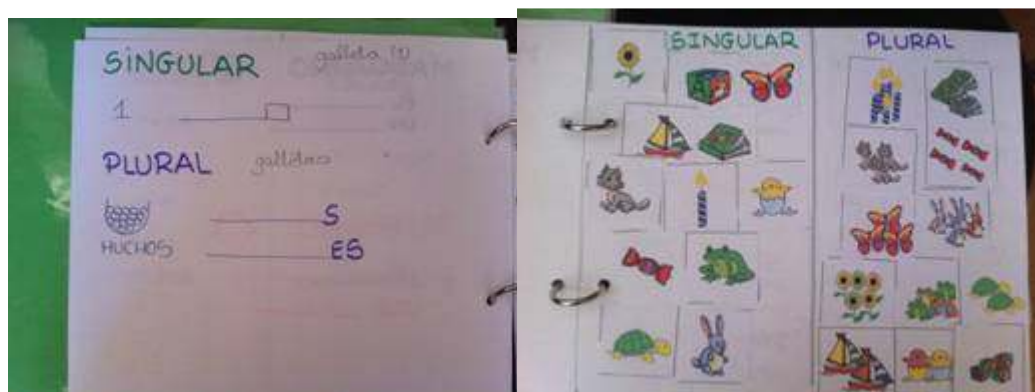 SINGULAR
galleta (1)
1
PLURAL
galletas
MUCHOS
S
ES
SINGULAR
PLURAL